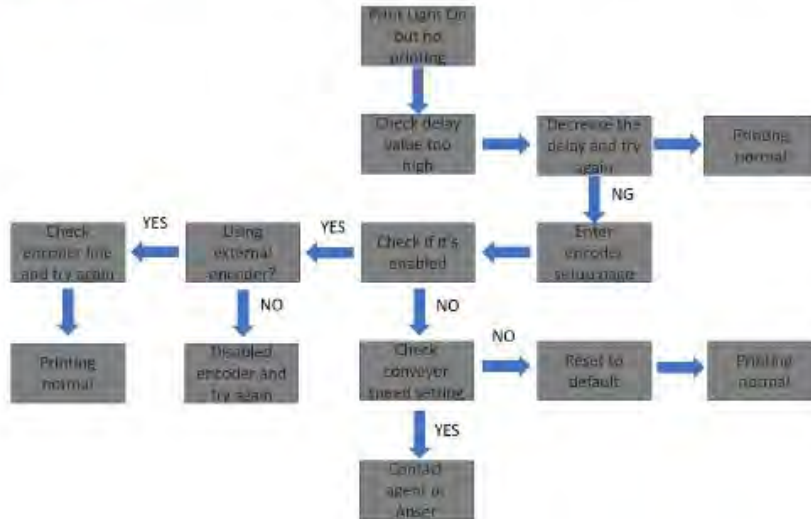 Print Light On
but no
printing
Check delay
value too
high
Decrease the
delay and try
again
Printing
normal
NG
Check
encoder line
and try again
YES
Using
external
encoder?
YES
Check if it's
enabled
Enter
encoder
setup page
NO
NO
Printing
normal
Disabled
encoder and
try again
Check
conveyor
speed setting
NO
Reset to
default
Printing
normal
YES
Contact
agent or
Anser